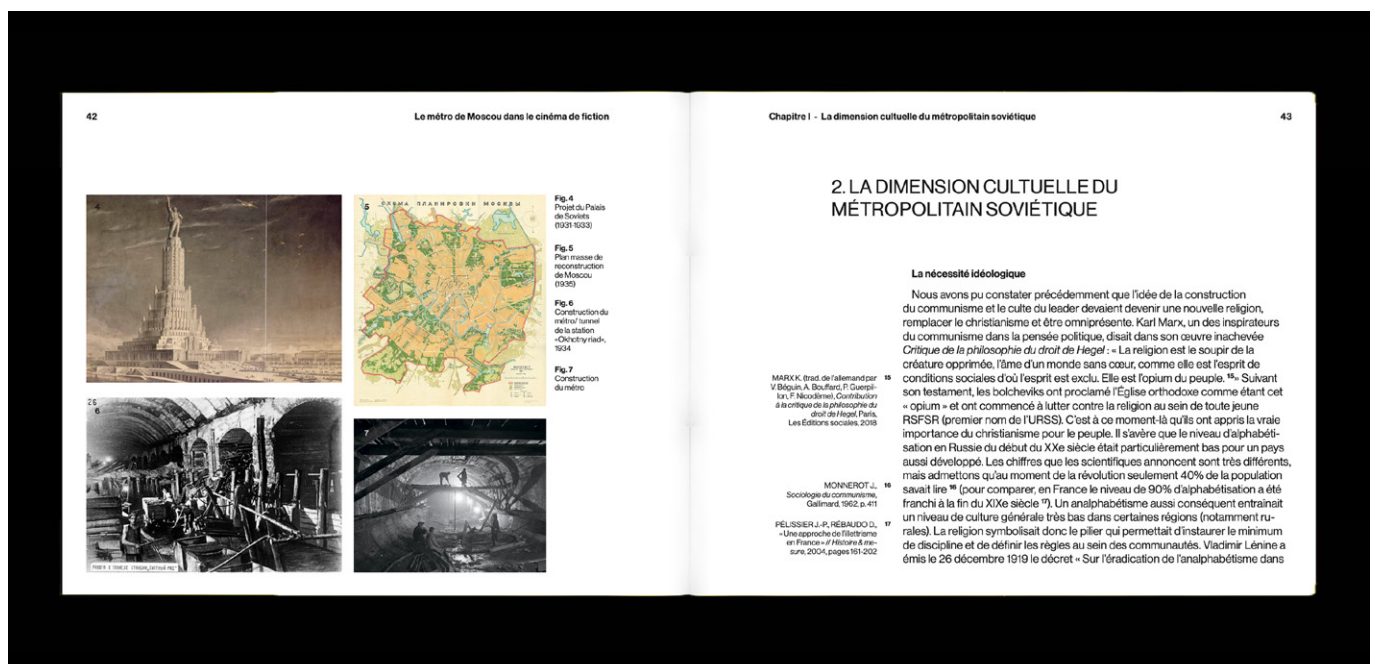 42
Le métro de Moscou dans le cinéma de fiction
4
5
СХЕМА ПЛАНИРОВКИ МОСКВЫ
Fig. 4
Projet du Palais
de Soviets
(1931-1933)
Fig. 5
Plan masse de
reconstruction
de Moscou
(1935)
Fig. 6
Construction du
métro/ tunnel
de la station
«Okhotny riad»,
1934
Fig. 7
Construction
du métro
26
6
7
Chapitre I - La dimension cultuelle du métropolitain soviétique
43
2. LA DIMENSION CULTUELLE DU
MÉTROPOLITAIN SOVIÉTIQUE
La nécessité idéologique
Nous avons pu constater précédemment que l'idée de la construction
du communisme et le culte du leader devaient devenir une nouvelle religion,
remplacer le christianisme et être omniprésente. Karl Marx, un des inspirateurs
du communisme dans la pensée politique, disait dans son œuvre inachevée
Critique de la philosophie du droit de Hegel : « La religion est le soupir de la
créature opprimée, l'âme d'un monde sans cœur, comme elle est l'esprit de
conditions sociales d'où l'esprit est exclu. Elle est l'opium du peuple. 15» Suivant
son testament, les bolcheviks ont proclamé l'Église orthodoxe comme étant cet
« opium » et ont commencé à lutter contre la religion au sein de toute jeune
RSFSR (premier nom de l'URSS). C'est à ce moment-là qu'ils ont appris la vraie
importance du christianisme pour le peuple. Il s'avère que le niveau d'alphabéti-
sation en Russie du début du XXe siècle était particulièrement bas pour un pays
aussi développé. Les chiffres que les scientifiques annoncent sont très différents,
mais admettons qu'au moment de la révolution seulement 40% de la population
savait lire 16 (pour comparer, en France le niveau de 90% d'alphabétisation a été
franchi à la fin du XIXe siècle 17). Un analphabétisme aussi conséquent entraînait
un niveau de culture générale très bas dans certaines régions (notamment ru-
rales). La religion symbolisait donc le pilier qui permettait d'instaurer le minimum
de discipline et de définir les règles au sein des communautés. Vladimir Lénine a
émis le 26 décembre 1919 le décret « Sur l'éradication de l'analphabétisme dans
MARX K. (trad. de l'allemand par 15
V. Béguin, A. Bouffard, P. Guerpil-
lon, F. Nicodème), Contribution
à la critique de la philosophie du
droit de Hegel, Paris,
Les Éditions sociales, 2018
MONNEROT J., 16
Sociologie du communisme,
Gallimard, 1962, p. 411
PÉLISSIER J.-P., RÉBAUDO D., 17
« Une approche de l'illettrisme
en France » // Histoire & me-
sure, 2004, pages 161-202